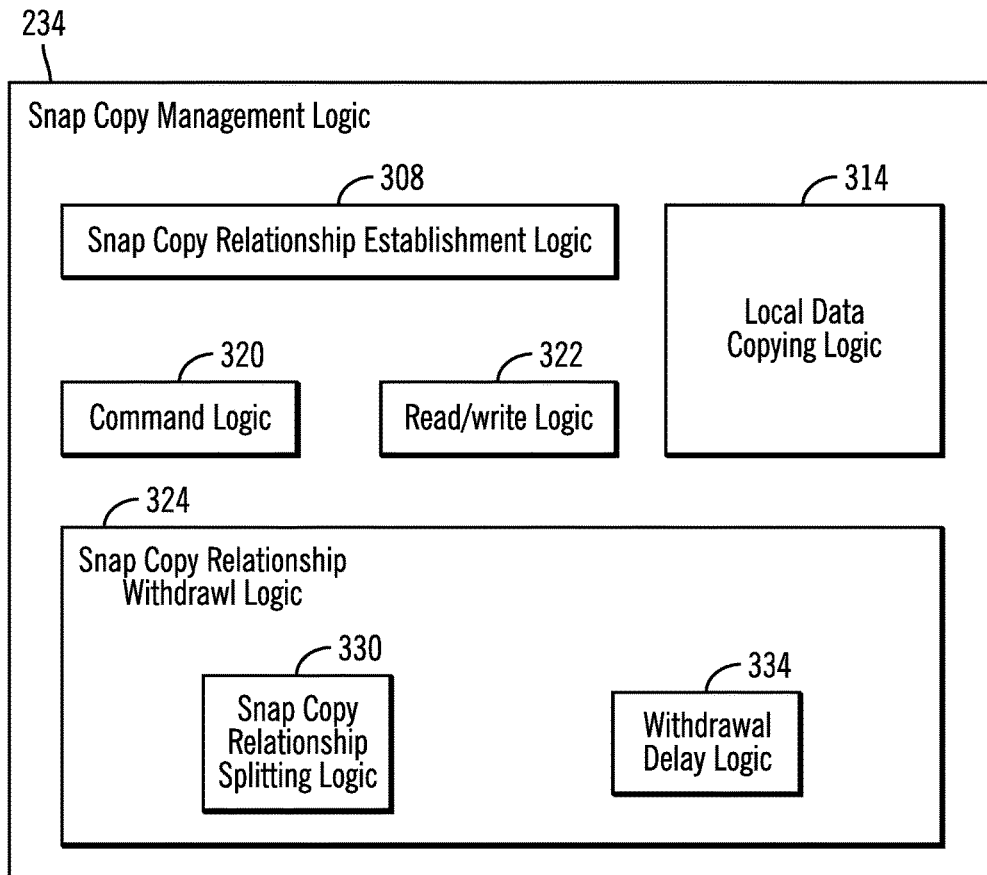 234
Snap Copy Management Logic
308
Snap Copy Relationship Establishment Logic
314
Local Data
Copying Logic
320
Command Logic
322
Read/write Logic
324
Snap Copy Relationship
Withdrawl Logic
330
Snap Copy
Relationship
Splitting Logic
334
Withdrawal
Delay Logic